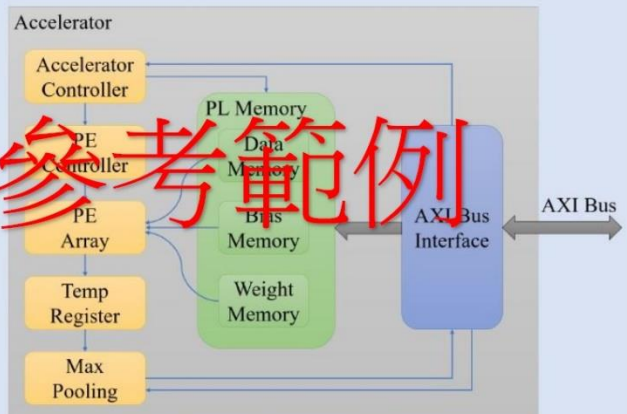 Accelerator
Accelerator
Controller
PE
Controller
PE
Array
Temp
Register
Max
Pooling
PL Memory
Data
Memory
Bias
Memory
Weight
Memory
AXI Bus
Interface
AXI Bus
參考範例